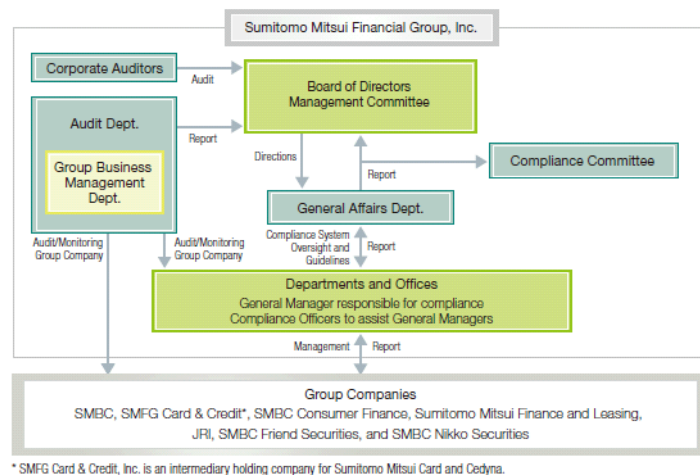 Sumitomo Mitsui Financial Group, Inc.
Corporate Auditors
Audit
Board of Directors
Management Committee
Audit Dept.
Report
Group Business
Management
Dept.
Directions
Report
Compliance Committee
General Affairs Dept.
Audit/Monitoring
Group Company
Audit/Monitoring
Group Company
Compliance System
Oversight and
Guidelines
Report
Departments and Offices
General Manager responsible for compliance
Compliance Officers to assist General Managers
Management
Report
Group Companies
SMBC, SMFG Card & Credit*, SMBC Consumer Finance, Sumitomo Mitsui Finance and Leasing,
JRI, SMBC Friend Securities, and SMBC Nikko Securities
* SMFG Card & Credit, Inc. is an intermediary holding company for Sumitomo Mitsui Card and Cedyna.